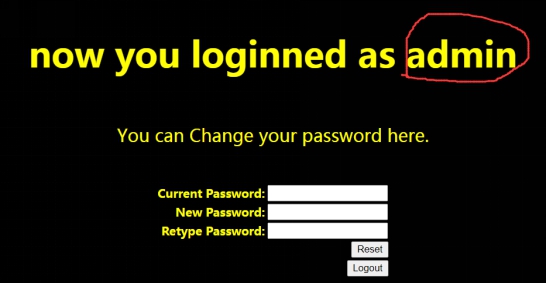 now you loginned as admin
You can Change your password here.
Current Password:
New Password:
Retype Password:
Reset
Logout